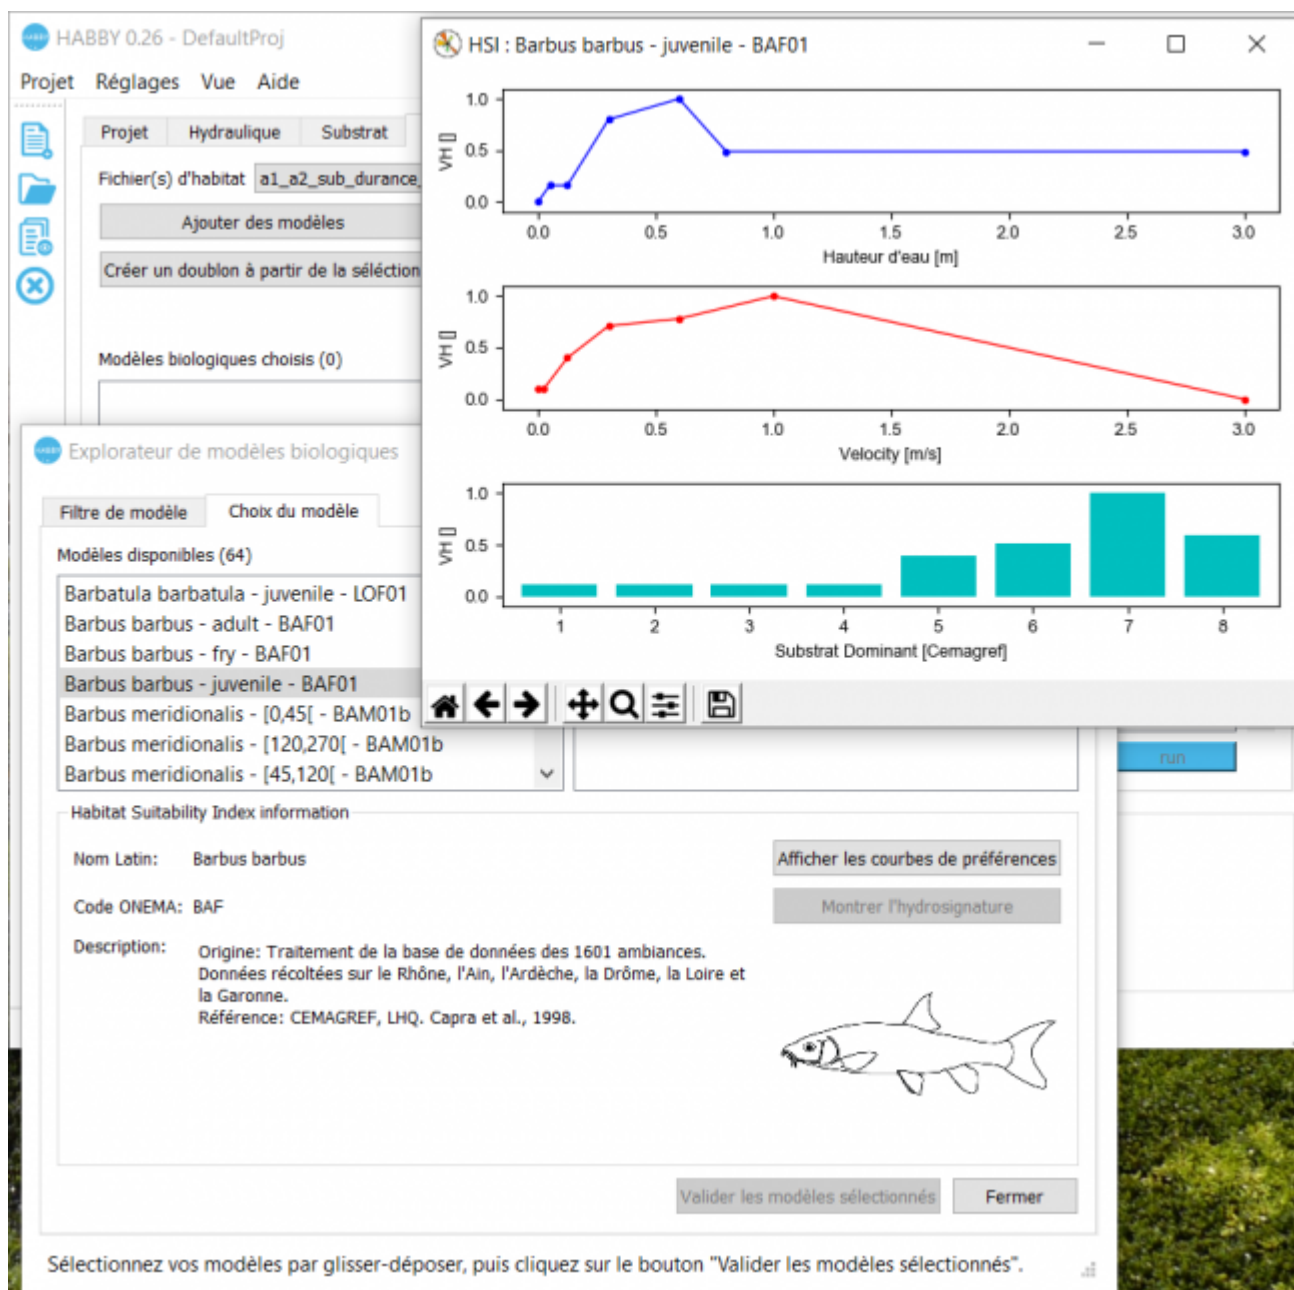 HABBY 0.26 - DefaultProj
Projet Réglages Vue Aide
Projet Hydraulique Substrat
Fichier(s) d'habitat a1_a2_sub_durance_
Ajouter des modèles
Créer un doublon à partir de la séléction
Modèles biologiques choisis (0)
HSI : Barbus barbus - juvenile - BAF01
1.0
0.5
0.0
VH []
0.0 0.5 1.0 1.5 2.0 2.5 3.0
Hauteur d'eau [m]
1.0
0.5
0.0
VH []
0.0 0.5 1.0 1.5 2.0 2.5 3.0
Velocity [m/s]
1.0
0.5
0.0
VH []
1 2 3 4 5 6 7 8
Substrat Dominant [Cemagref]
run
Explorateur de modèles biologiques
Filtre de modèle Choix du modèle
Modèles disponibles (64)
Barbatula barbatula - juvenile - LOF01
Barbus barbus - adult - BAF01
Barbus barbus - fry - BAF01
Barbus barbus - juvenile - BAF01
Barbus meridionalis - [0,45[ - BAM01b
Barbus meridionalis - [120,270[ - BAM01b
Barbus meridionalis - [45,120[ - BAM01b
Habitat Suitability Index information
Nom Latin: Barbus barbus
Afficher les courbes de préférences
Code ONEMA: BAF
Montrer l'hydrosignature
Description: Origine: Traitement de la base de données des 1601 ambiances.
Données récoltées sur le Rhône, l'Ain, l'Ardèche, la Drôme, la Loire et
la Garonne.
Référence: CEMAGREF, LHQ. Capra et al., 1998.
Valider les modèles sélectionnés Fermer
Sélectionnez vos modèles par glisser-déposer, puis cliquez sur le bouton "Valider les modèles sélectionnés".